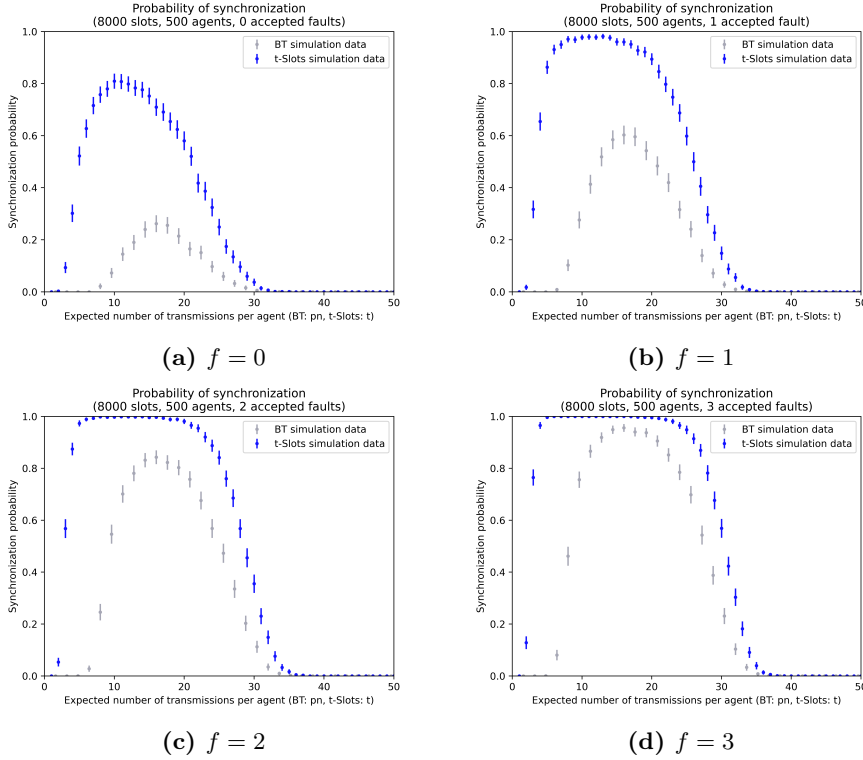 Probability of synchronization
(8000 slots, 500 agents, 0 accepted faults)
BT simulation data
t-Slots simulation data
Synchronization probability
1.0
0.8
0.6
0.4
0.2
0.0
0 10 20 30 40 50
Expected number of transmissions per agent (BT: pn, t-Slots: t)
(a) f = 0
Probability of synchronization
(8000 slots, 500 agents, 1 accepted fault)
BT simulation data
t-Slots simulation data
Synchronization probability
1.0
0.8
0.6
0.4
0.2
0.0
0 10 20 30 40 50
Expected number of transmissions per agent (BT: pn, t-Slots: t)
(b) f = 1
Probability of synchronization
(8000 slots, 500 agents, 2 accepted faults)
BT simulation data
t-Slots simulation data
Synchronization probability
1.0
0.8
0.6
0.4
0.2
0.0
0 10 20 30 40 50
Expected number of transmissions per agent (BT: pn, t-Slots: t)
(c) f = 2
Probability of synchronization
(8000 slots, 500 agents, 3 accepted faults)
BT simulation data
t-Slots simulation data
Synchronization probability
1.0
0.8
0.6
0.4
0.2
0.0
0 10 20 30 40 50
Expected number of transmissions per agent (BT: pn, t-Slots: t)
(d) f = 3